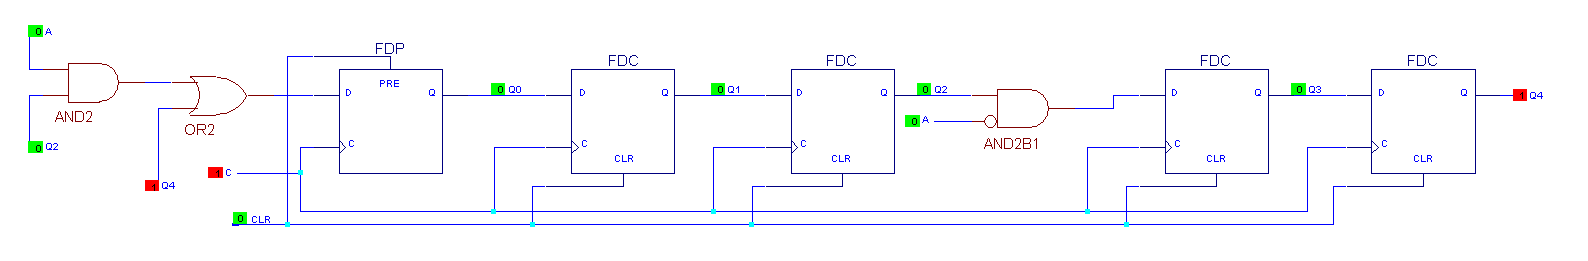 0 A
AND2
0 Q2
OR2
1 Q4
FDP
PRE
D
Q
C
1 C
0 CLR
0 Q0
FDC
D
Q
C
CLR
0 Q1
FDC
D
Q
C
CLR
0 Q2
0 A
AND2B1
FDC
D
Q
C
CLR
0 Q3
FDC
D
Q
C
CLR
1 Q4